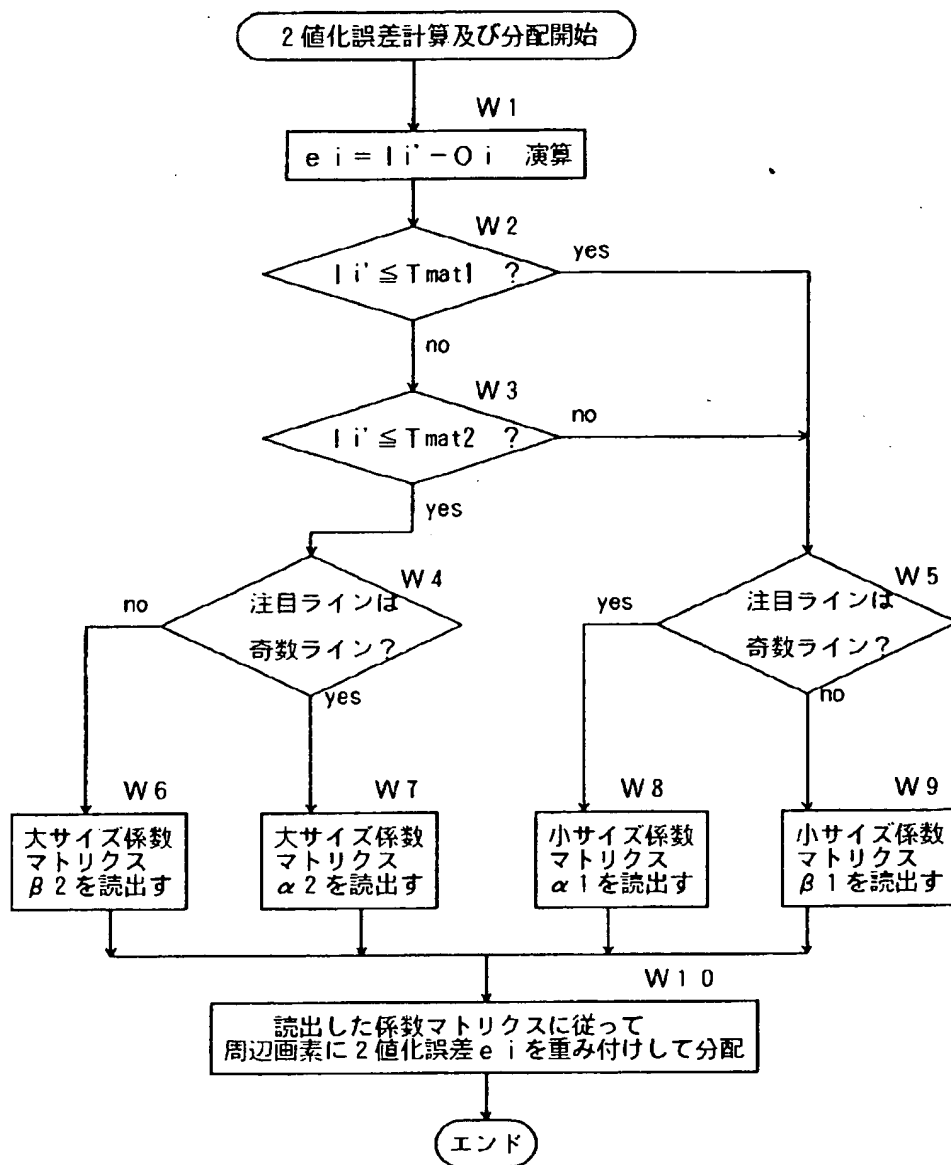 2値化誤差計算及び分配開始
W1
ei=Ii'-Oi 演算
W2
Ii'≦Tmat1 ?
yes
no
W3
Ii'≦Tmat2 ?
no
yes
W4
注目ラインは
奇数ライン?
no
yes
W5
注目ラインは
奇数ライン?
yes
no
W6
大サイズ係数
マトリクス
β2を読出す
W7
大サイズ係数
マトリクス
α2を読出す
W8
小サイズ係数
マトリクス
α1を読出す
W9
小サイズ係数
マトリクス
β1を読出す
W10
読出した係数マトリクスに従って
周辺画素に2値化誤差eiを重み付けして分配
エンド